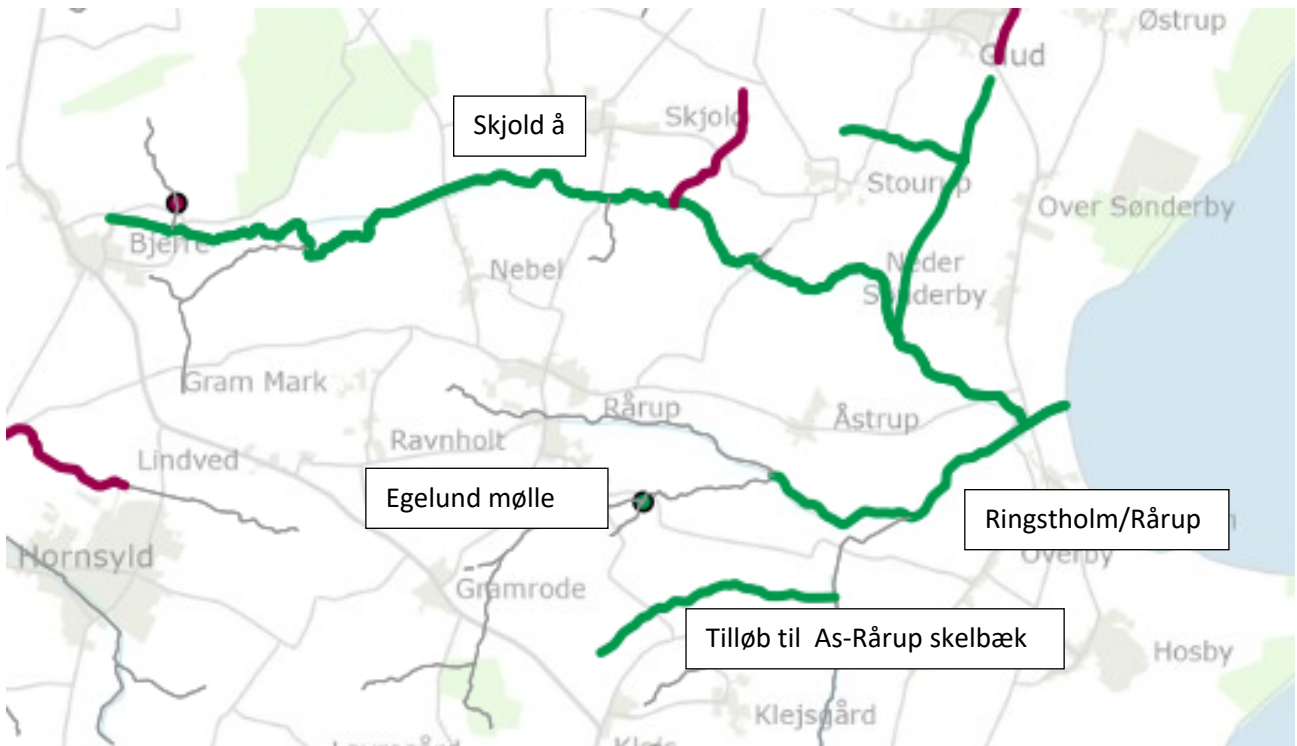 Østrup
Glud
Skjold å
Skjold
Stourup
Over Sønderby
Bjerre
Nebel
Neder
Sønderby
Gram Mark
Rårup
Åstrup
Ravnholt
Lindved
Egelund mølle
Ringstholm/Rårup
Hornsyld
Overby
Gramrode
Tilløb til As-Rårup skelbæk
Hosby
Klejsgård